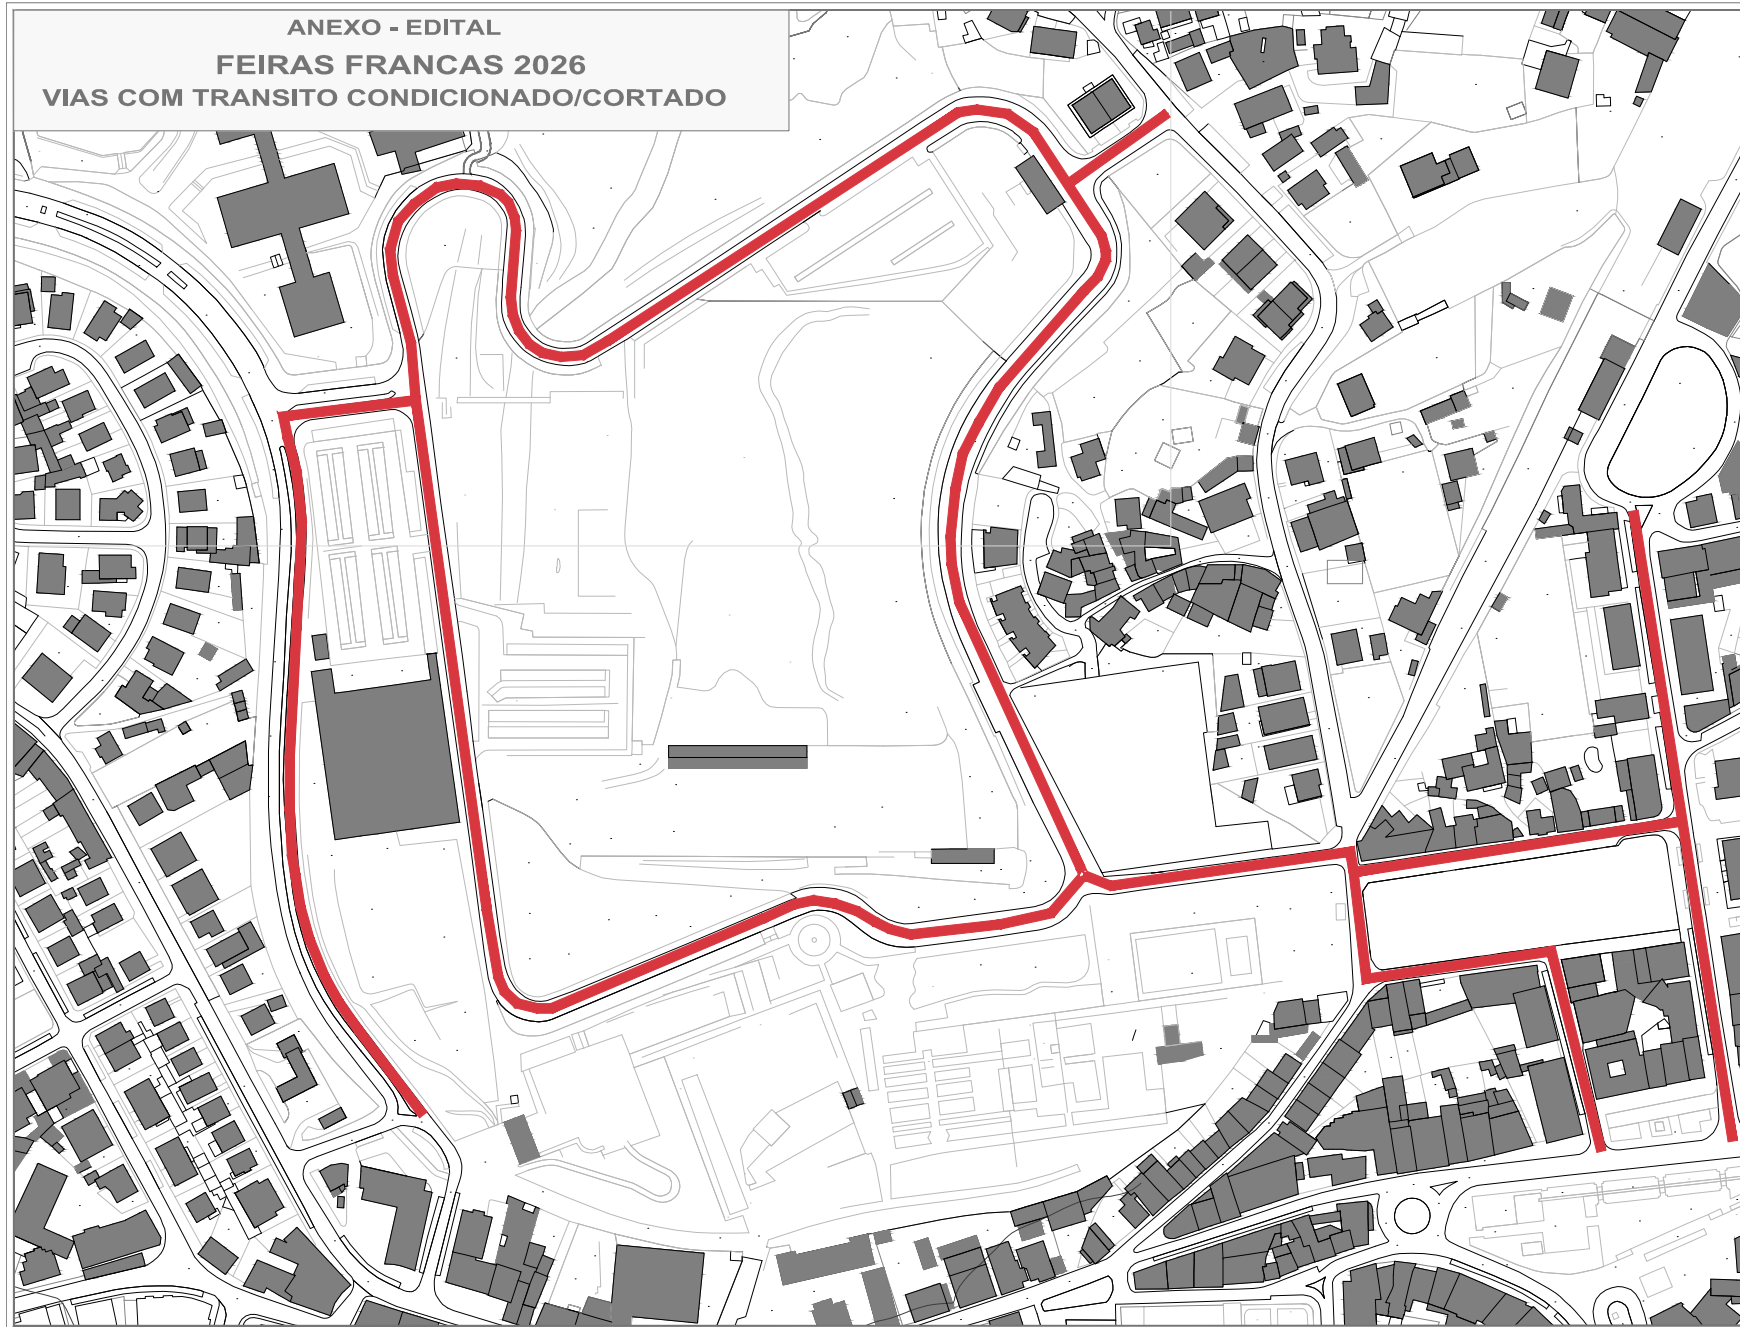 ANEXO - EDITAL
FEIRAS FRANCAS 2026
VIAS COM TRANSITO CONDICIONADO/CORTADO